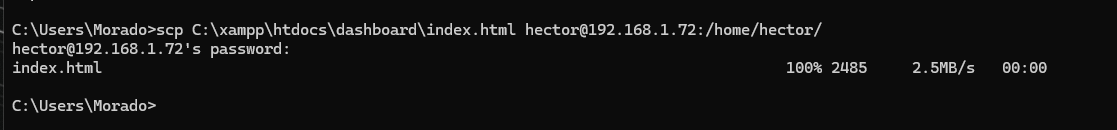 C:\Users\Morado>scp C:\xampp\htdocs\dashboard\index.html hector@192.168.1.72:/home/hector/
hector@192.168.1.72's password:
index.html 100% 2485 2.5MB/s 00:00
C:\Users\Morado>